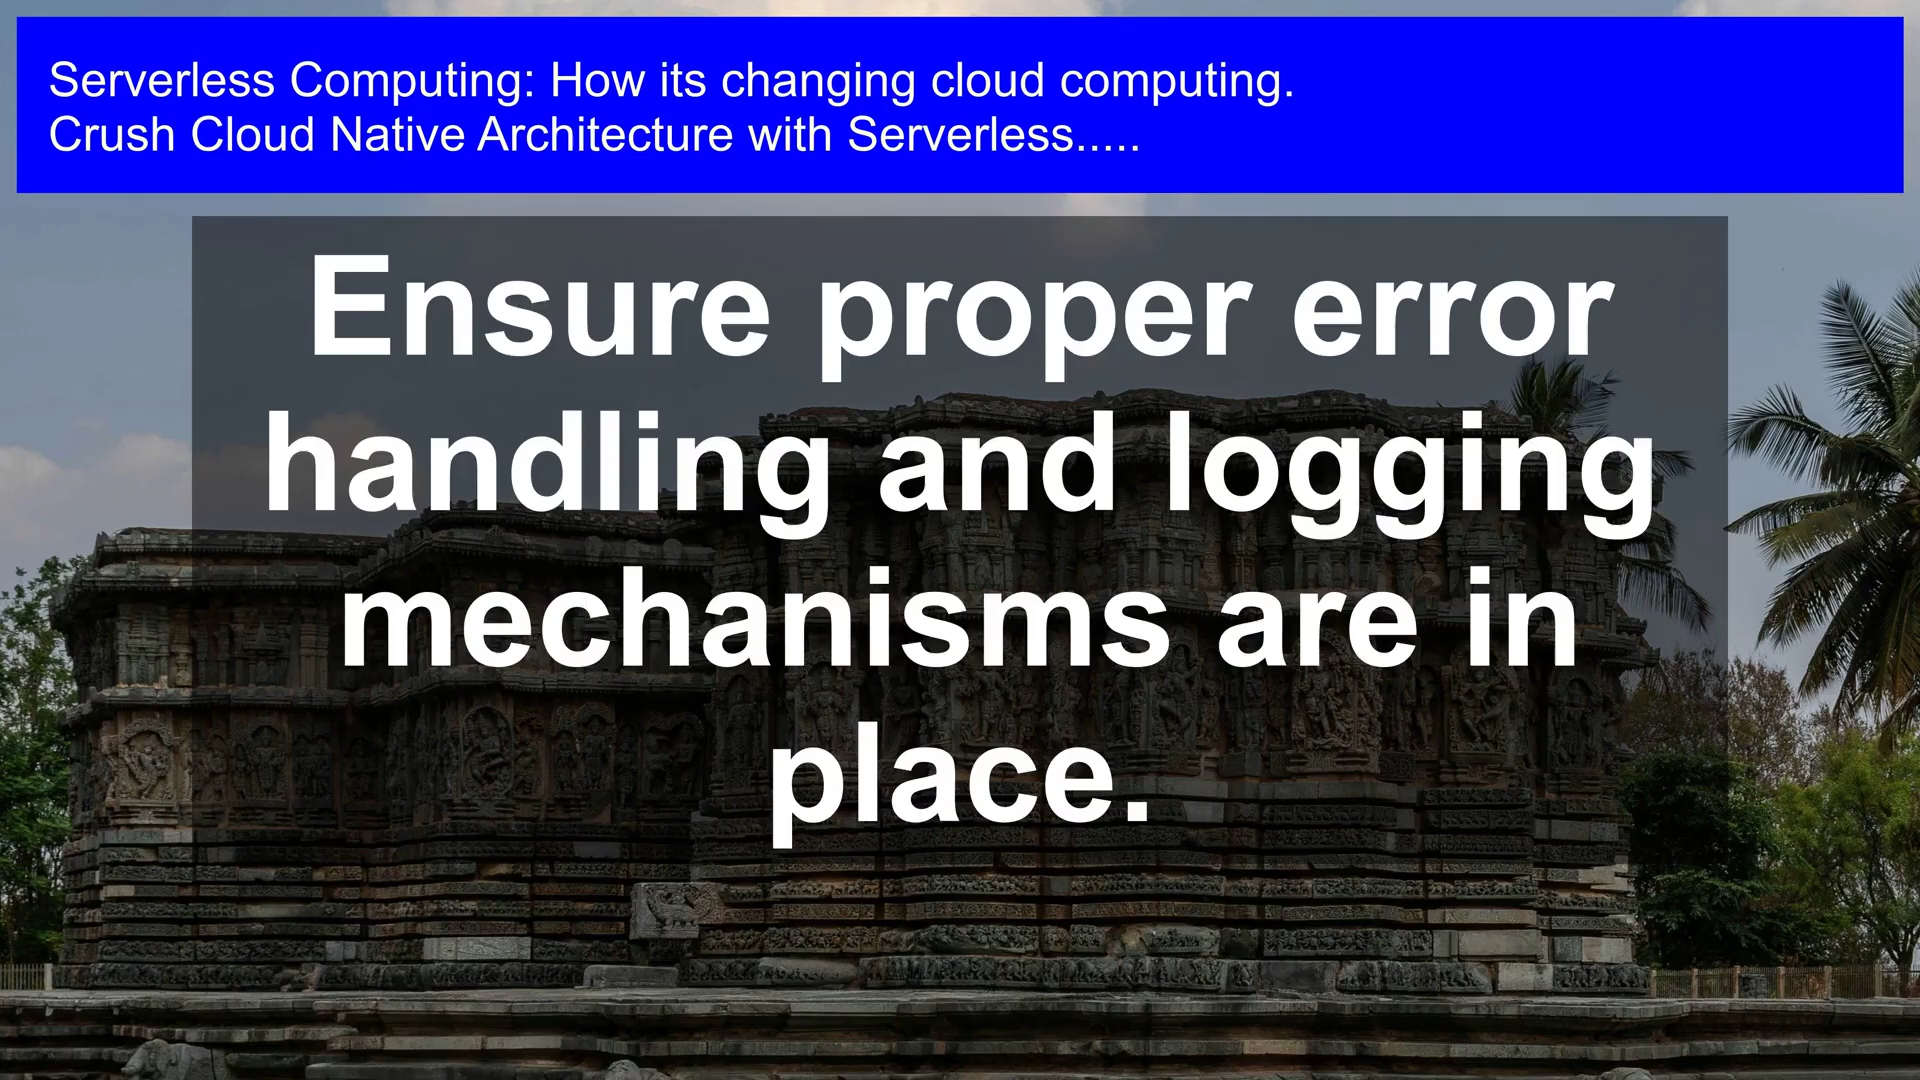 Serverless Computing: How its changing cloud computing.
Crush Cloud Native Architecture with Serverless.....
Ensure proper error
handling and logging
mechanisms are in
place.